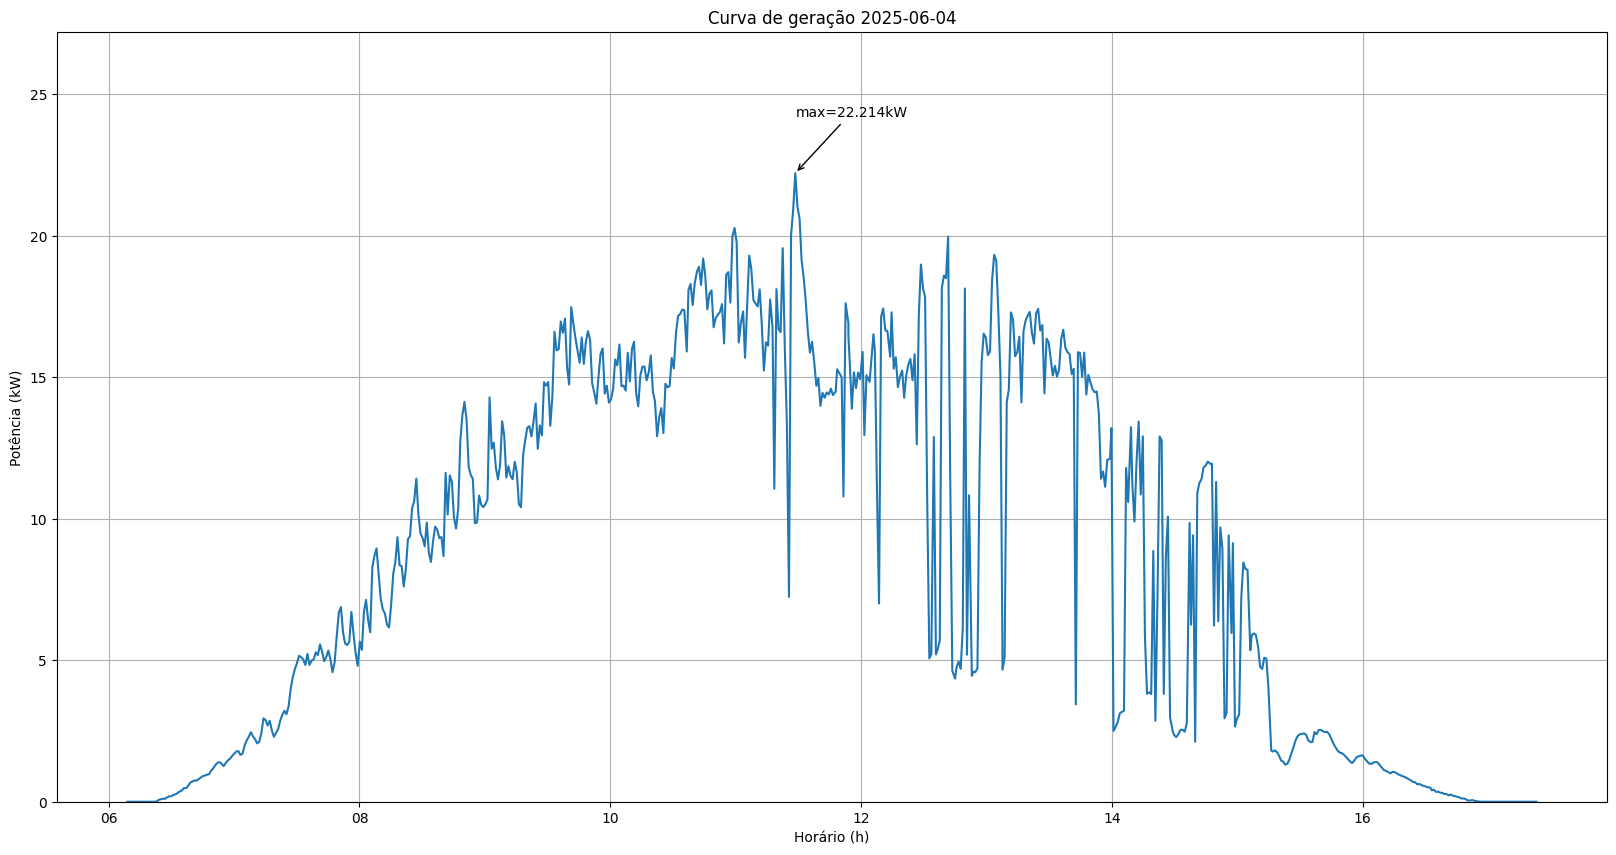 Curva de geração 2025-06-04
25
max=22.214kW
20
15
Potência (kW)
10
5
0
06 08 10 12 14 16
Horário (h)